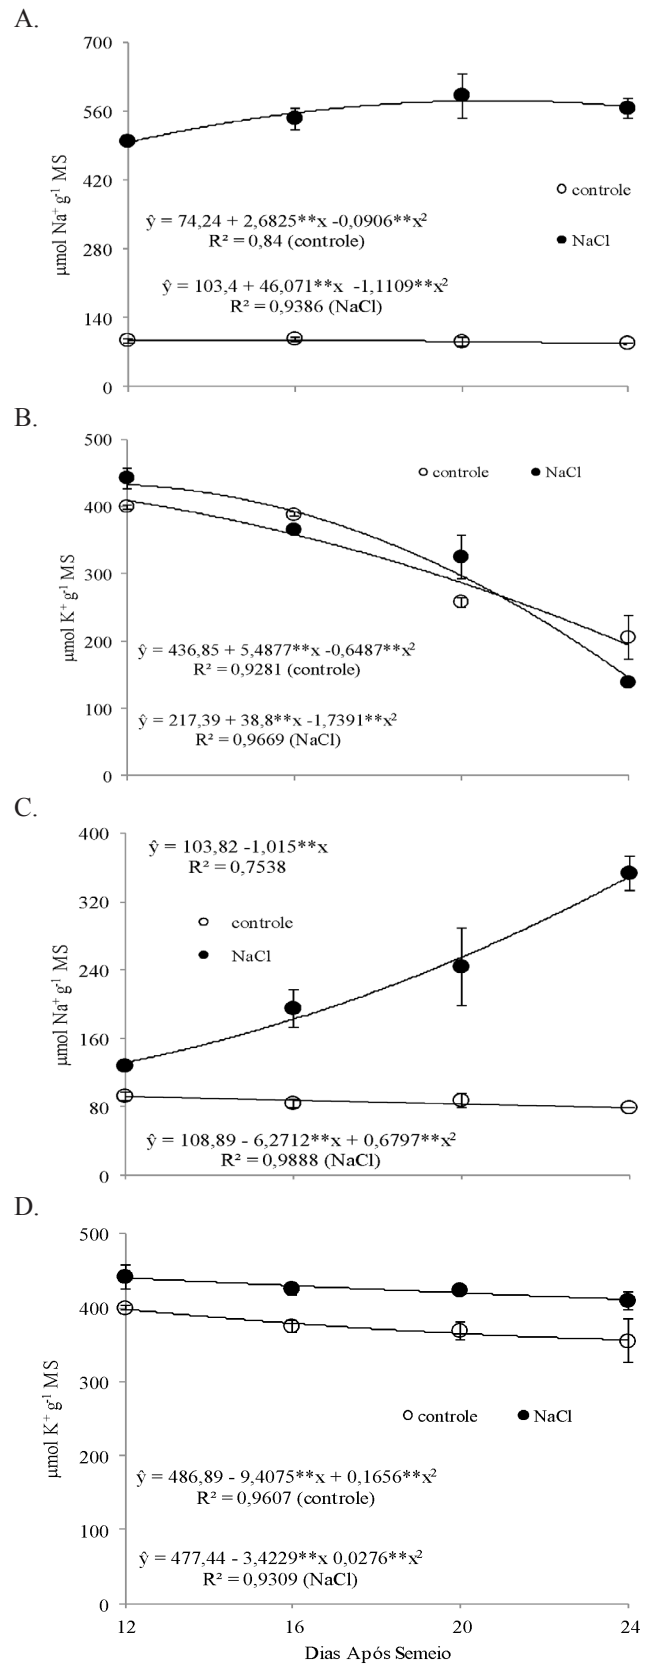 A.
700
560
420
280
140
0
µmol Na⁺ g⁻¹ MS
controle
NaCl
ŷ = 74,24 + 2,6825**x -0,0906**x²
R² = 0,84 (controle)
ŷ = 103,4 + 46,071**x -1,1109**x²
R² = 0,9386 (NaCl)
B.
500
400
300
200
100
0
µmol K⁺ g⁻¹ MS
controle NaCl
ŷ = 436,85 + 5,4877**x -0,6487**x²
R² = 0,9281 (controle)
ŷ = 217,39 + 38,8**x -1,7391**x²
R² = 0,9669 (NaCl)
C.
400
320
240
160
80
0
µmol Na⁺ g⁻¹ MS
ŷ = 103,82 -1,015**x
R² = 0,7538
controle
NaCl
ŷ = 108,89 - 6,2712**x + 0,6797**x²
R² = 0,9888 (NaCl)
D.
500
400
300
200
100
0
µmol K⁺ g⁻¹ MS
controle NaCl
ŷ = 486,89 - 9,4075**x + 0,1656**x²
R² = 0,9607 (controle)
ŷ = 477,44 - 3,4229**x 0,0276**x²
R² = 0,9309 (NaCl)
12 16 20 24
Dias Após Semeio